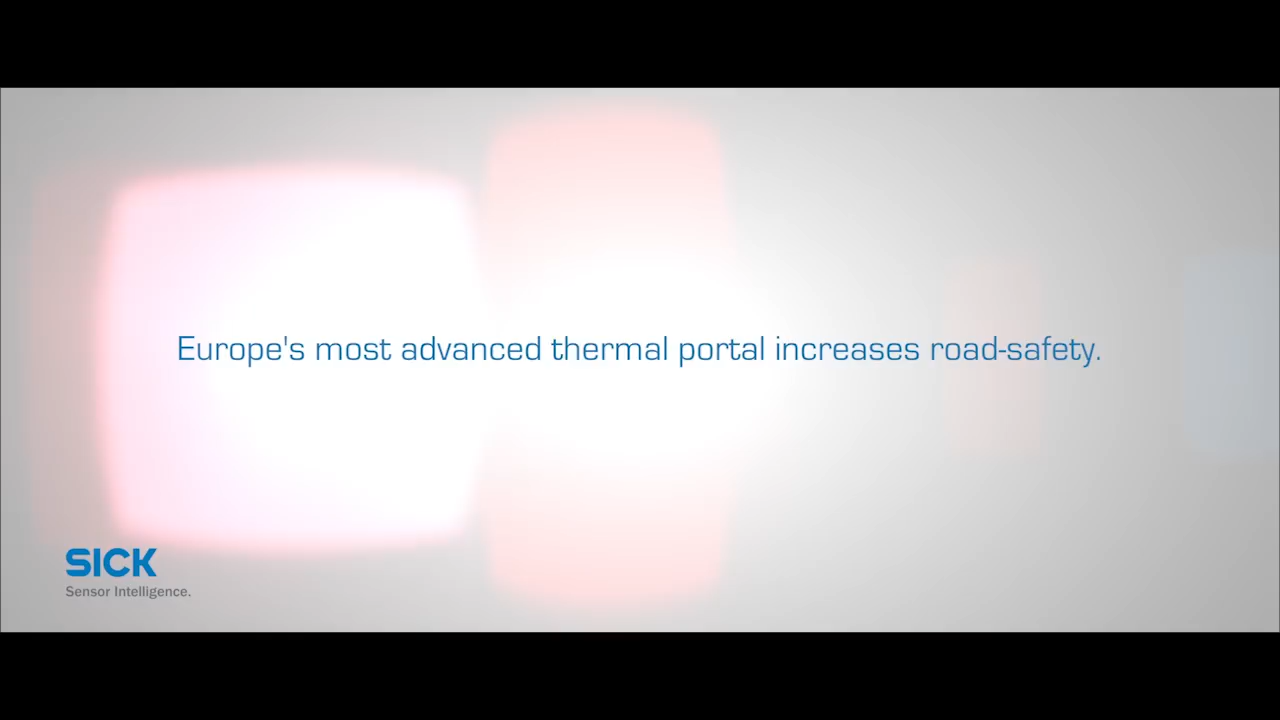 Europe's most advanced thermal portal increases road-safety.
SICK
Sensor Intelligence.